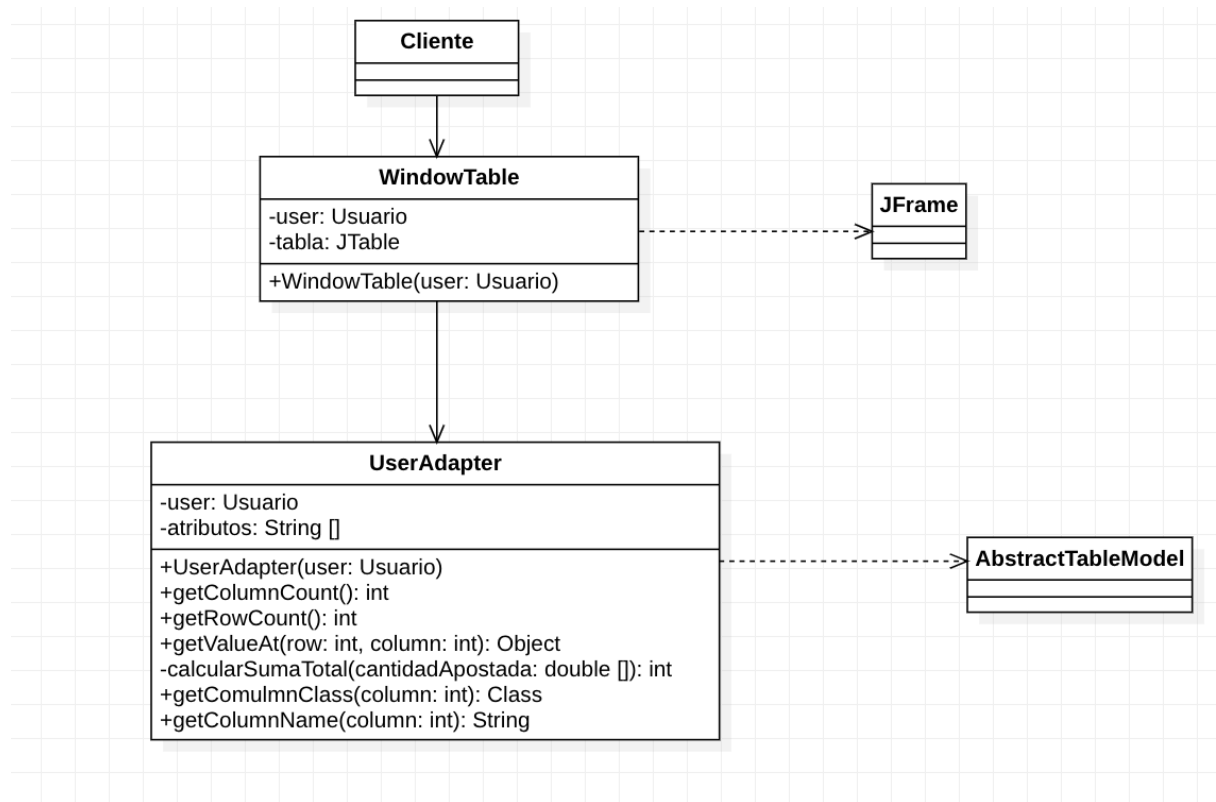 Cliente
WindowTable
-user: Usuario
-tabla: JTable
+WindowTable(user: Usuario)
JFrame
UserAdapter
-user: Usuario
-atributos: String []
+UserAdapter(user: Usuario)
+getColumnCount(): int
+getRowCount(): int
+getValueAt(row: int, column: int): Object
-calcularSumaTotal(cantidadApostada: double []): int
+getComulmnClass(column: int): Class
+getColumnName(column: int): String
AbstractTableModel